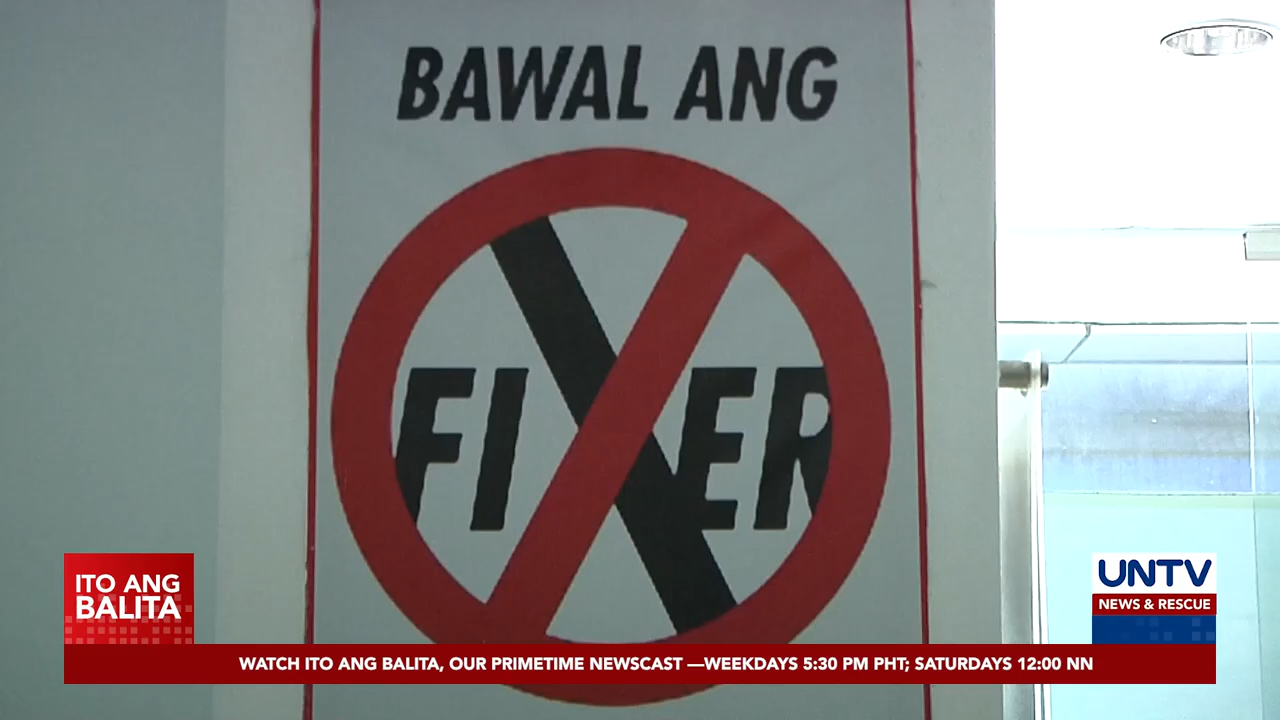 BAWAL ANG
FIXER
ITO ANG
BALITA
UNTV
NEWS & RESCUE
WATCH ITO ANG BALITA, OUR PRIMETIME NEWSCAST —WEEKDAYS 5:30 PM PHT; SATURDAYS 12:00 NN